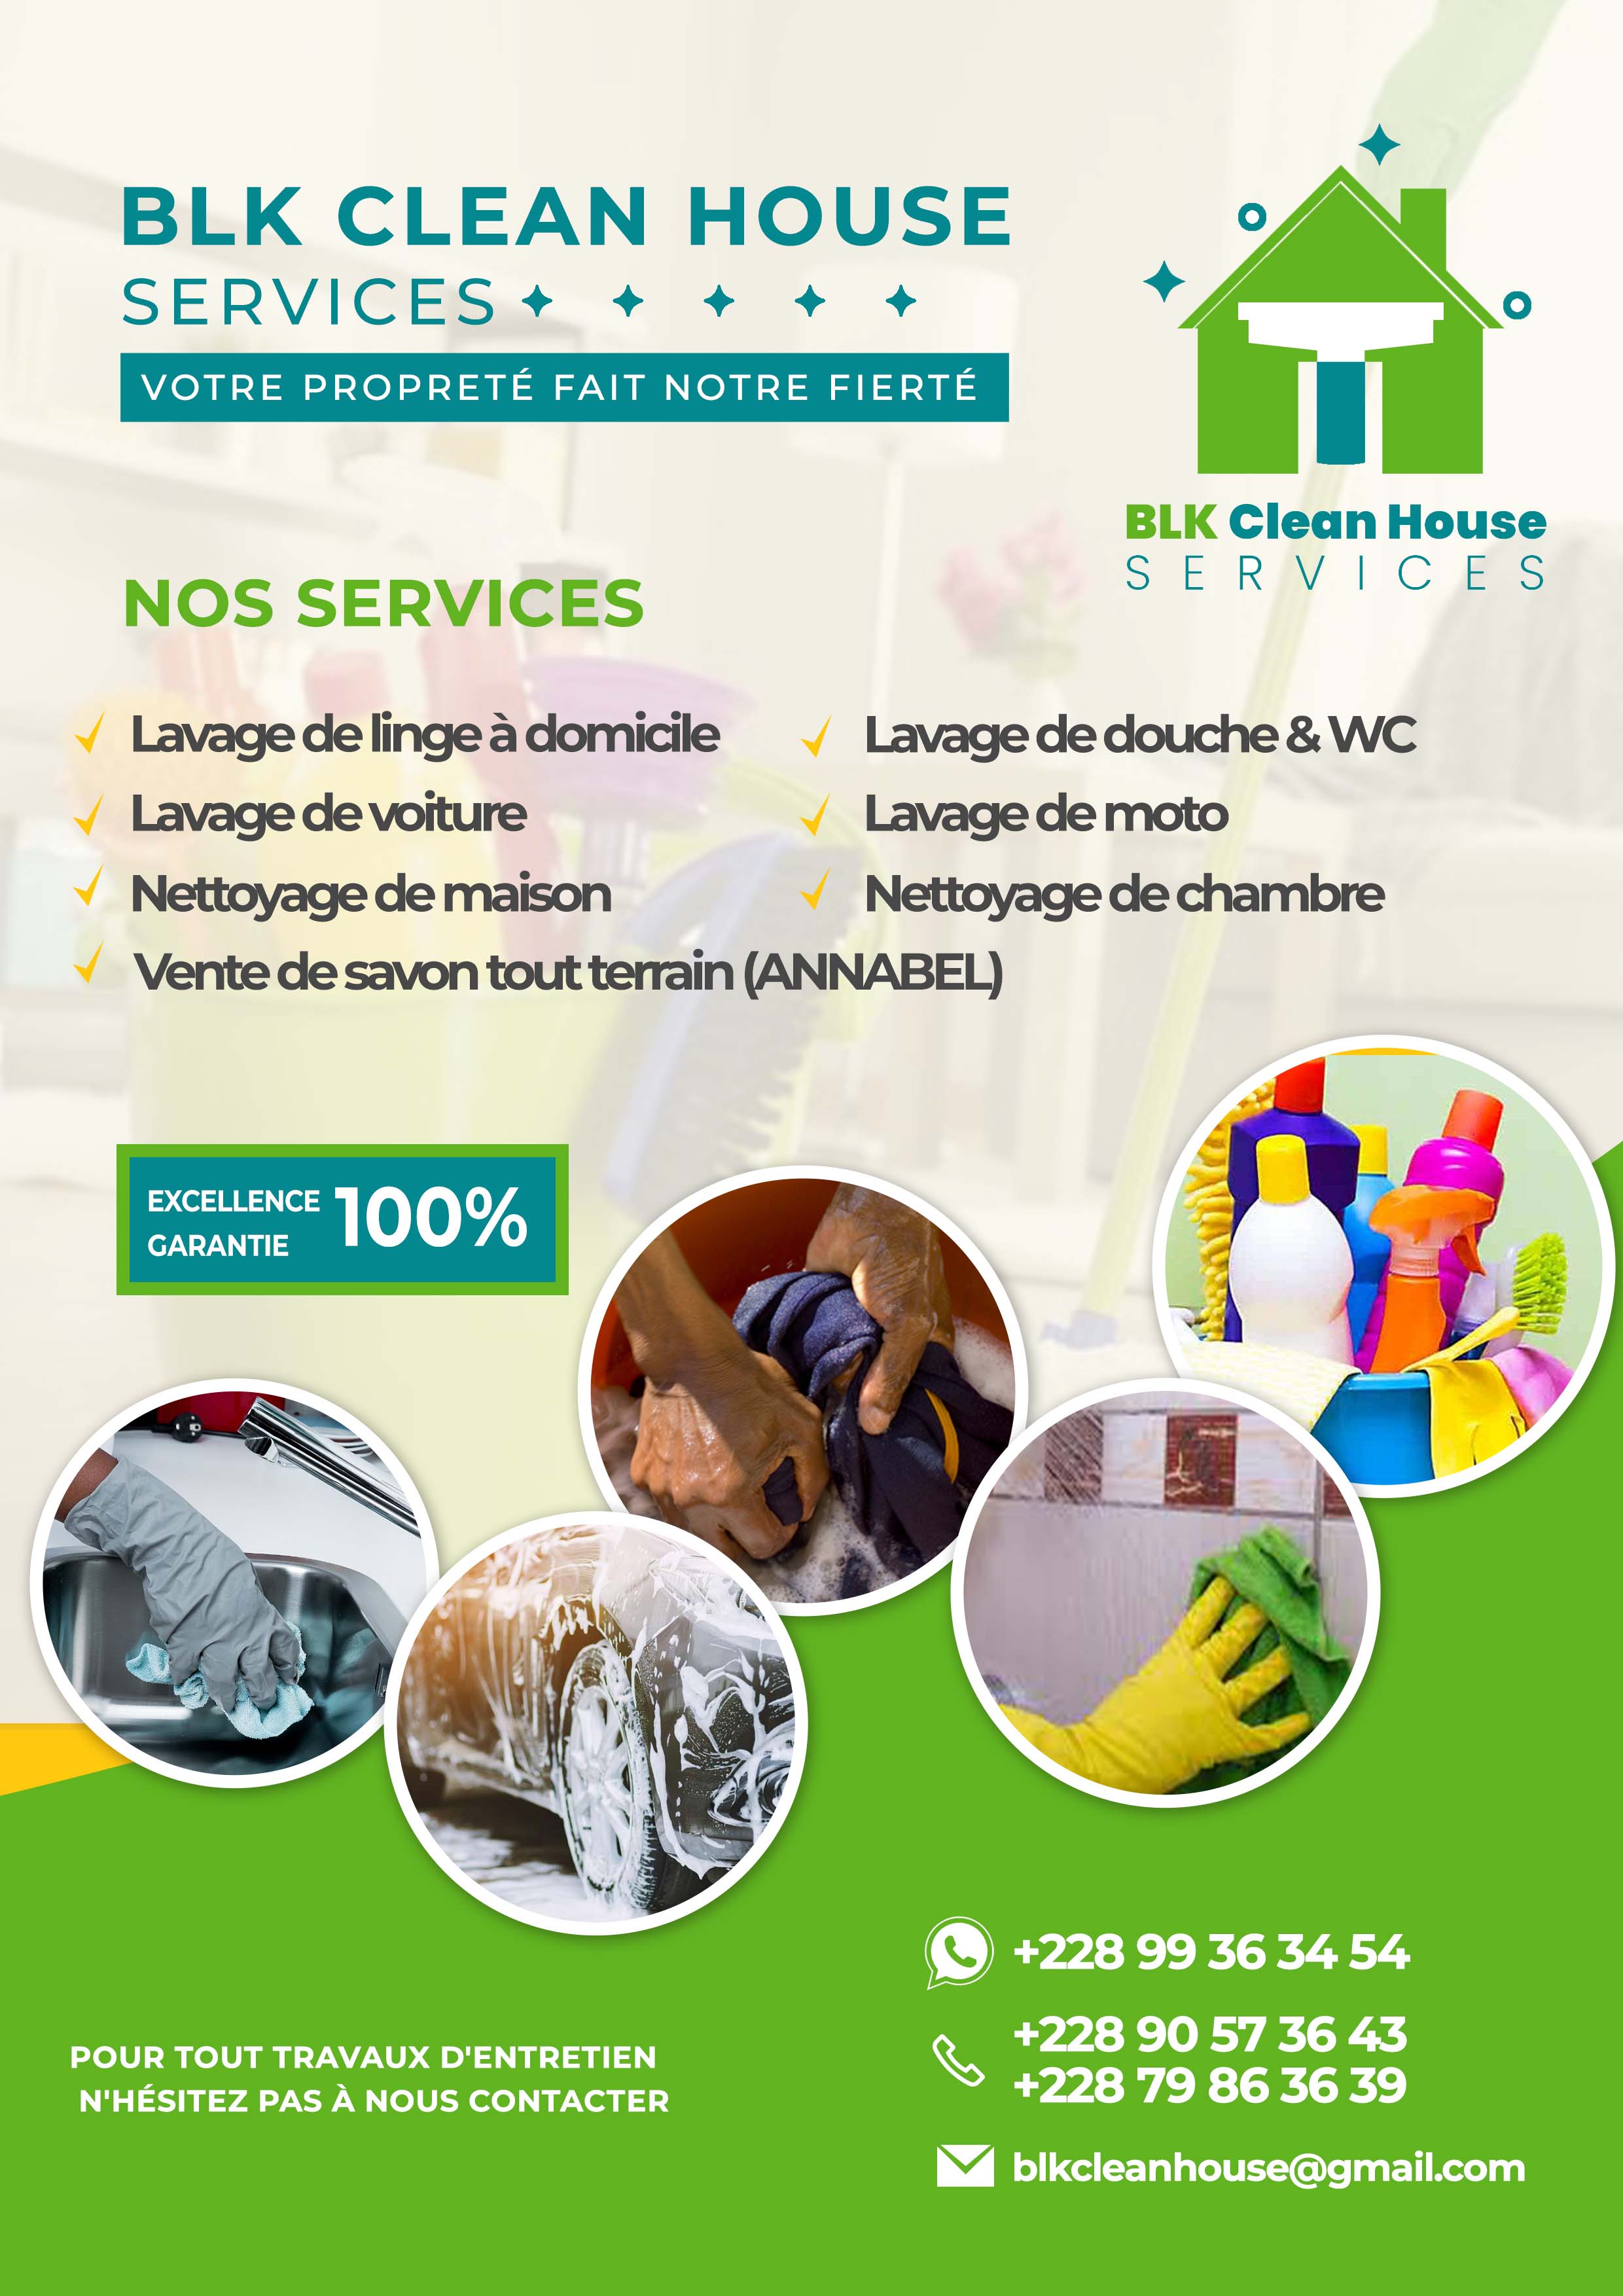 BLK CLEAN HOUSE
SERVICES
VOTRE PROPRETÉ FAIT NOTRE FIERTÉ
BLK Clean House
SERVICES
NOS SERVICES
Lavage de linge à domicile
Lavage de douche & WC
Lavage de voiture
Lavage de moto
Nettoyage de maison
Nettoyage de chambre
Vente de savon tout terrain (ANNABEL)
EXCELLENCE
GARANTIE
100%
POUR TOUT TRAVAUX D'ENTRETIEN
N'HÉSITEZ PAS À NOUS CONTACTER
+228 99 36 34 54
+228 90 57 36 43
+228 79 86 36 39
blkcleanhouse@gmail.com